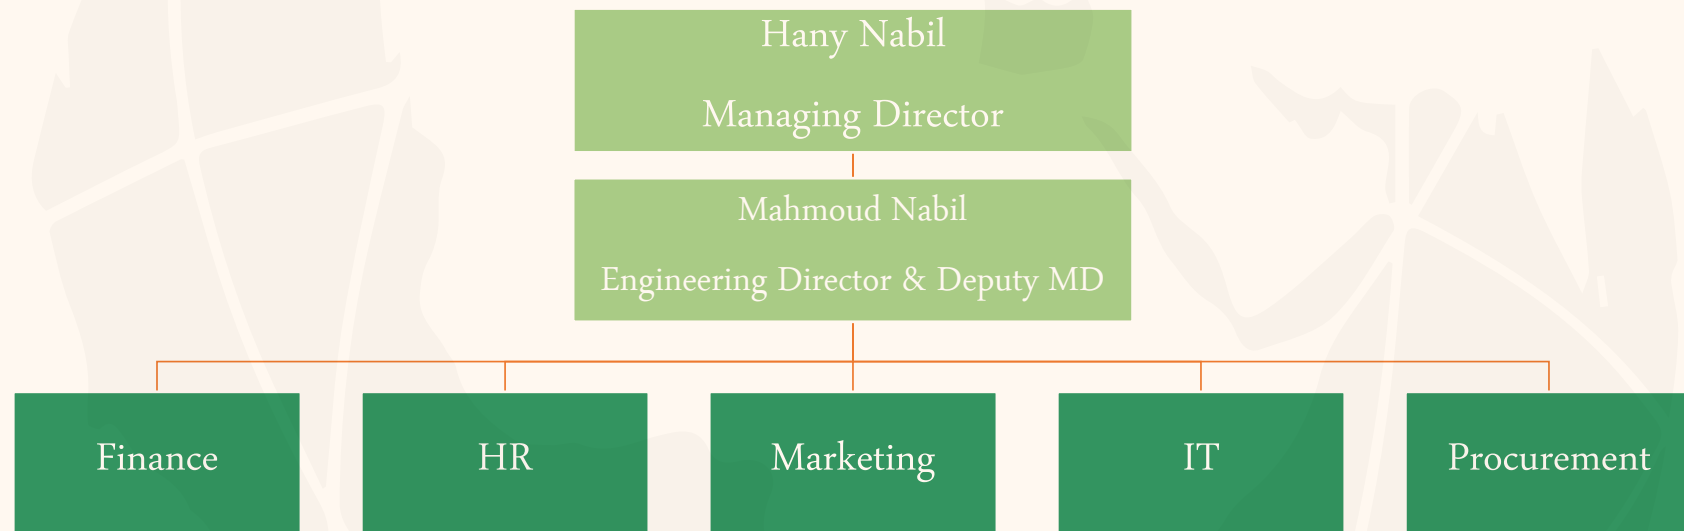 Hany Nabil
Managing Director
Mahmoud Nabil
Engineering Director & Deputy MD
Finance
HR
Marketing
IT
Procurement